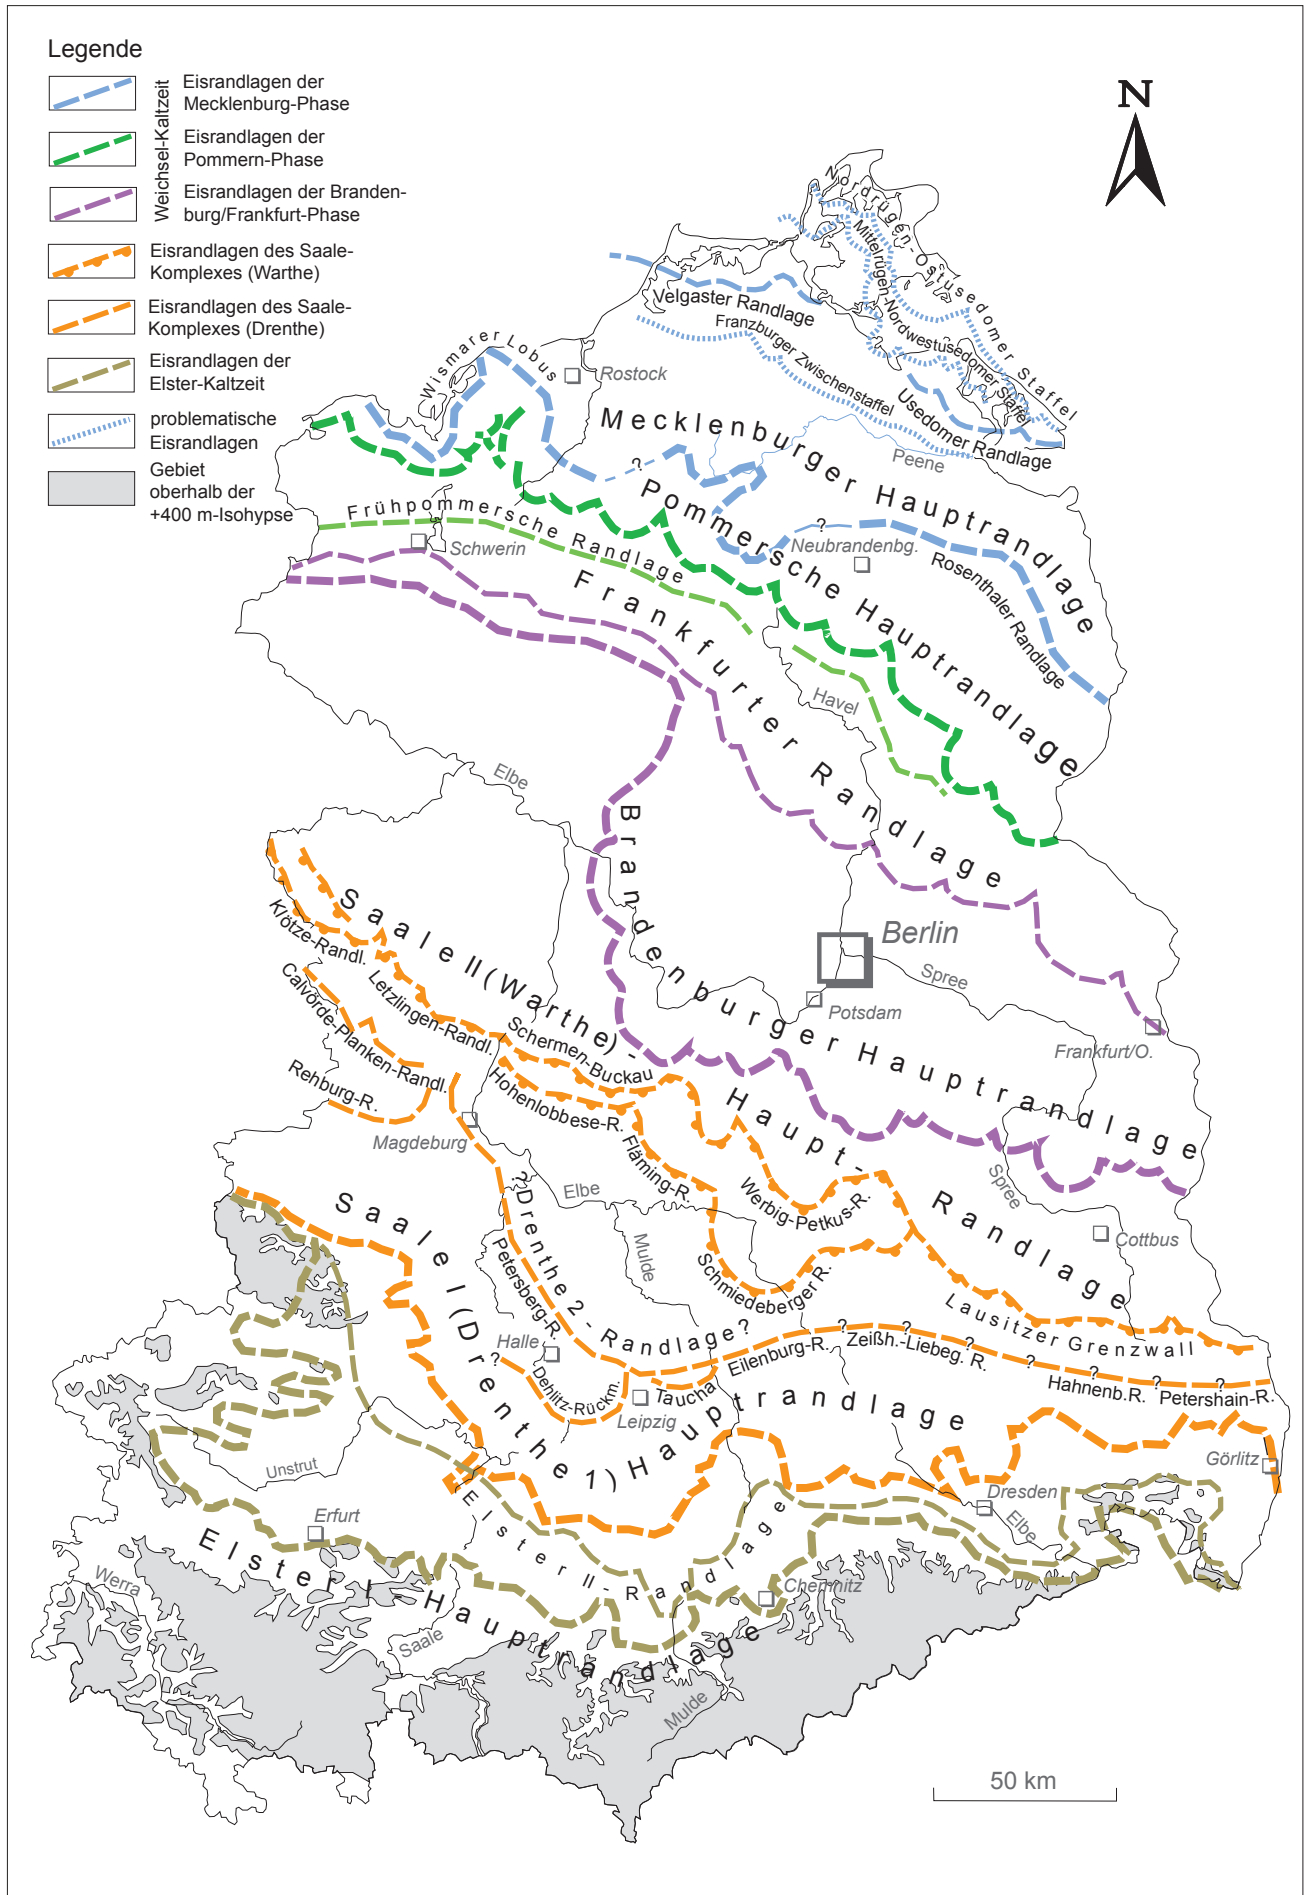 Legende
Weichsel-Kaltzeit
Eisrandlagen der
Mecklenburg-Phase
Eisrandlagen der
Pommern-Phase
Eisrandlagen der Branden-
burg/Frankfurt-Phase
Eisrandlagen des Saale-
Komplexes (Warthe)
Eisrandlagen des Saale-
Komplexes (Drenthe)
Eisrandlagen der
Elster-Kaltzeit
problematische
Eisrandlagen
Gebiet
oberhalb der
+400 m-Isohypse
N
Nordrügen-Ostusedomer Staffel
Mittelrügen-Nordwestusedomer Staffel
Velgaster Randlage
Franzburger Zwischenstaffel
Usedomer Randlage
Wismarer Lobus
Rostock
Mecklenburger Hauptrandlage
Peene
?
Pommersche Hauptrandlage
?
Neubrandenbg.
Rosenthaler Randlage
Frühpommersche Randlage
Schwerin
Frankfurter Randlage
Havel
Elbe
Brandenburger Hauptrandlage
Berlin
Spree
Potsdam
Frankfurt/O.
Saale II (Warthe) - Haupt- Randlage
Klötze-Randl.
Letzlingen-Randl.
Calvörde-Planken-Randl.
Schermen-Buckau
Rehburg-R.
Hohenlobbese-R.
Magdeburg
Fläming-R.
Werbig-Petkus-R.
Spree
Cottbus
Elbe
Mulde
Schmiedeberger R.
Lausitzer Grenzwall
Saale I (Drenthe 1) Hauptrandlage
?Drenthe 2 - Randlage?
Petersberg-R.
Halle
?
Dehlitz-Rückm.
Leipzig
Taucha
Eilenburg-R.
?
Zeißh.-Liebeg. R.
?
?
Hahnenb.R.
?
?
Petershain-R.
?
Görlitz
Unstrut
Dresden
Elbe
Elster II - Randlage
Erfurt
Elster I Hauptrandlage
Werra
Chemnitz
Saale
Mulde
50 km